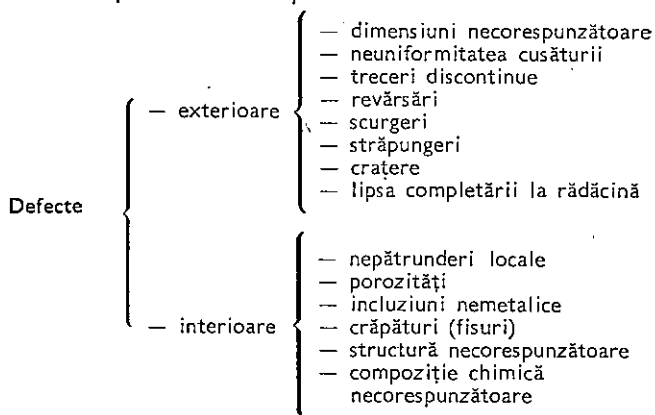 — dimensiuni necorespunzătoare
— neuniformitatea cusăturii
— treceri discontinue
— revărsări
— exterioare
— scurgeri
— străpungeri
— cratere
— lipsa completării la rădăcină
Defecte
— nepătrunderi locale
— porozități
— incluziuni nemetalice
— interioare
— crăpături (fisuri)
— structură necorespunzătoare
— compoziție chimică
necorespunzătoare